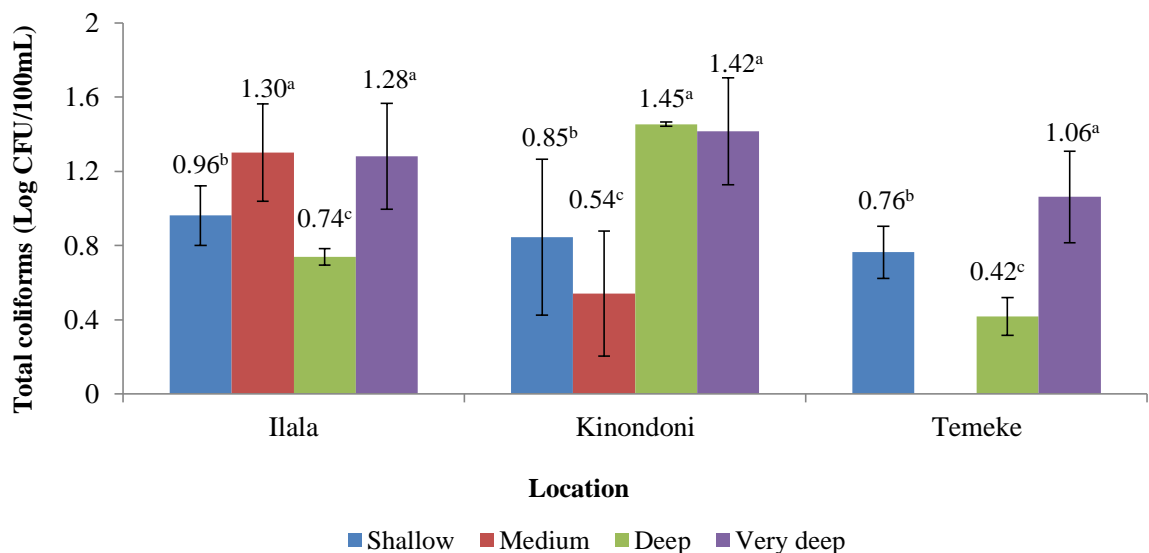 Total coliforms (Log CFU/100mL)
2
1.6
1.2
0.8
0.4
0
0.96ᵇ
1.30ᵃ
0.74ᶜ
1.28ᵃ
0.85ᵇ
0.54ᶜ
1.45ᵃ
1.42ᵃ
0.76ᵇ
0.42ᶜ
1.06ᵃ
Ilala Kinondoni Temeke
Location
Shallow Medium Deep Very deep